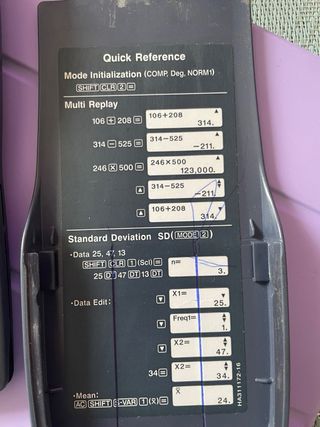 Quick Reference
Mode Initialization (COMP, Deg, NORM1)
SHIFT CLR 2 =
Multi Replay
106 + 208 =
106+208
314.
314 − 525 =
314−525
−211.
246 × 500 =
246×500
123,000.
▲
314−525
−211.
▲
106+208
314.
Standard Deviation SD(MODE 2)
·Data 25, 47, 13
SHIFT CLR 1 (Scl) =
25 DT 47 DT 13 DT
n=
3.
·Data Edit:
▼
X1=
25.
▼
Freq1=
1.
▼
X2=
47.
34 =
X2=
34.
·Mean:
AC SHIFT S-VAR 1 (x̄) =
x̄
24.
HA311172-16